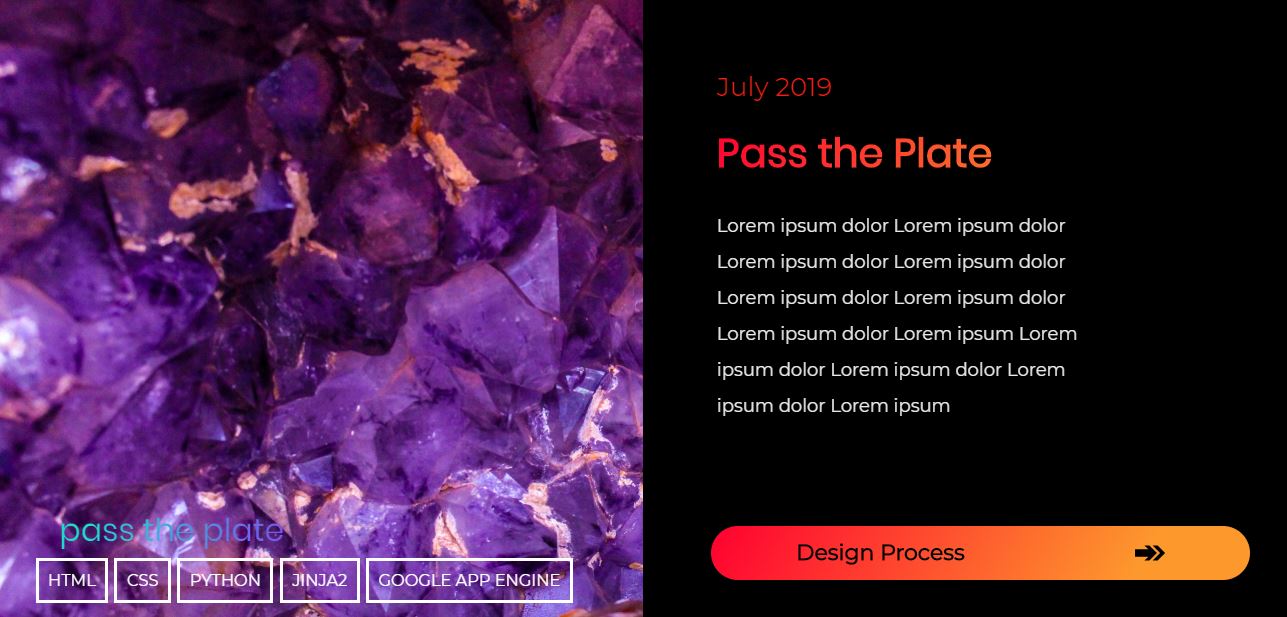 July 2019
Pass the Plate
Lorem ipsum dolor Lorem ipsum dolor
Lorem ipsum dolor Lorem ipsum dolor
Lorem ipsum dolor Lorem ipsum dolor
Lorem ipsum dolor Lorem ipsum Lorem
ipsum dolor Lorem ipsum dolor Lorem
ipsum dolor Lorem ipsum
Design Process
pass the plate
HTML CSS PYTHON JINJA2 GOOGLE APP ENGINE